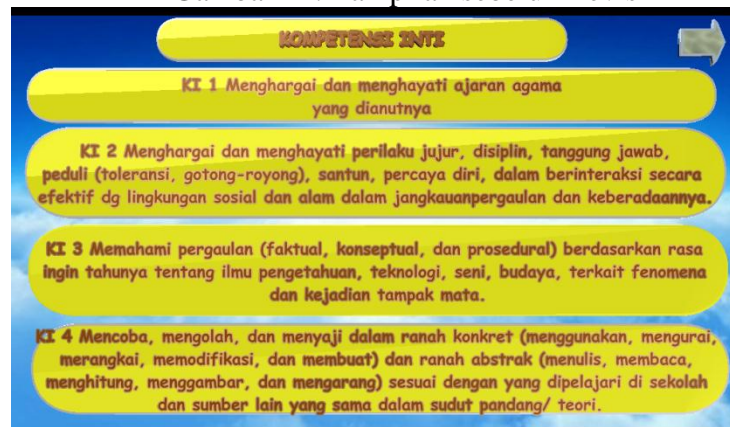 KOMPETENSI INTI
KI 1 Menghargai dan menghayati ajaran agama
yang dianutnya
KI 2 Menghargai dan menghayati perilaku jujur, disiplin, tanggung jawab,
peduli (toleransi, gotong-royong), santun, percaya diri, dalam berinteraksi secara
efektif dg lingkungan sosial dan alam dalam jangkauanpergaulan dan keberadaannya.
KI 3 Memahami pergaulan (faktual, konseptual, dan prosedural) berdasarkan rasa
ingin tahunya tentang ilmu pengetahuan, teknologi, seni, budaya, terkait fenomena
dan kejadian tampak mata.
KI 4 Mencoba, mengolah, dan menyaji dalam ranah konkret (menggunakan, mengurai,
merangkai, memodifikasi, dan membuat) dan ranah abstrak (menulis, membaca,
menghitung, menggambar, dan mengarang) sesuai dengan yang dipelajari di sekolah
dan sumber lain yang sama dalam sudut pandang/ teori.